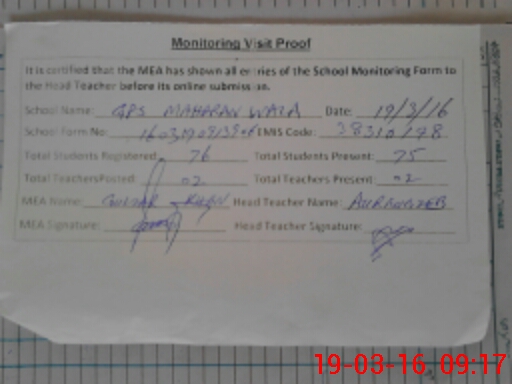 Monitoring Visit Proof
It is certified that the MEA has shown all entries of the School Monitoring Form to
the Head Teacher before its online submission.
School Name: GPS MAHARAN WALA Date: 19/3/16
School Form No: EMIS Code:
Total Students Registered: 76 Total Students Present: 75
Total Teachers Posted: 02 Total Teachers Present: 02
MEA Name: GULZAR KHAN Head Teacher Name: AURANGZEB
MEA Signature: Head Teacher Signature:
19-03-16 09:17